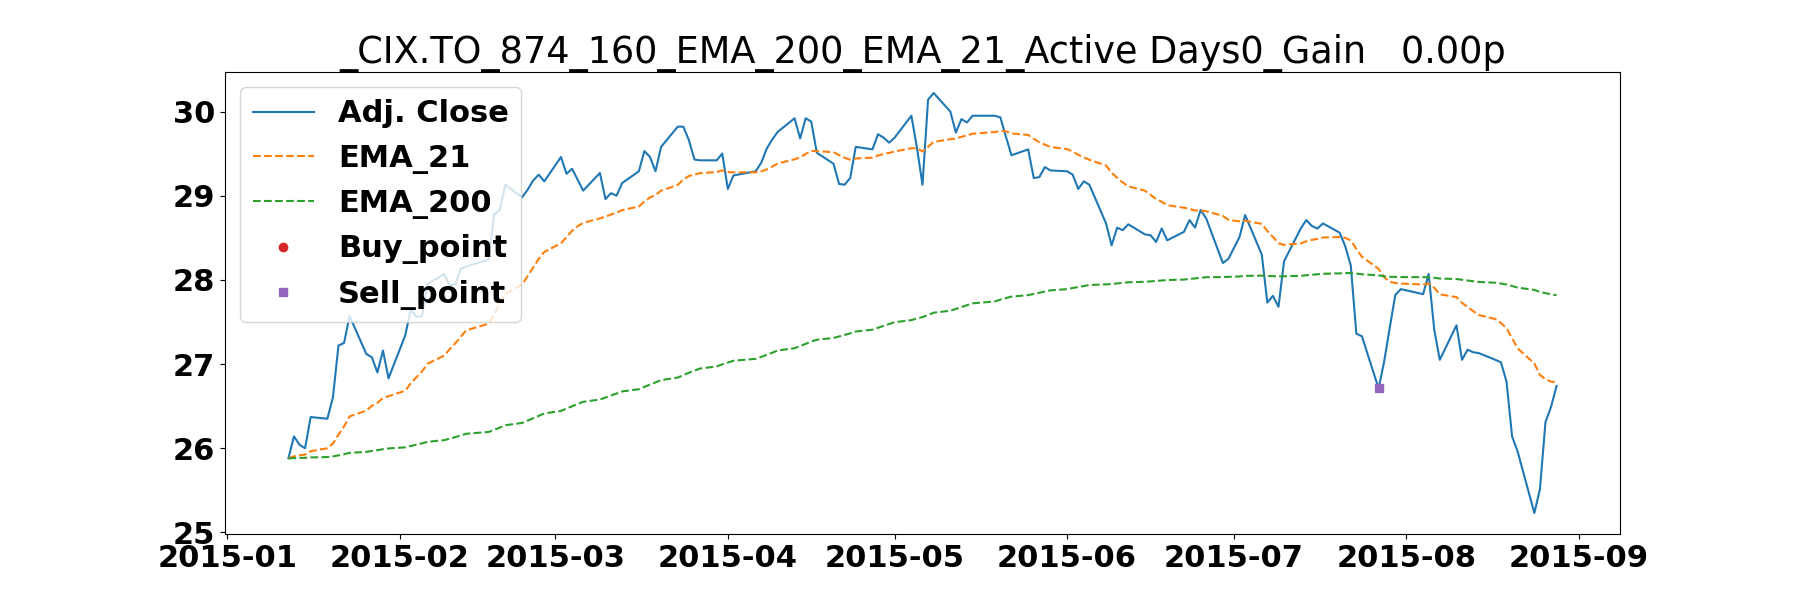 _CIX.TO_874_160_EMA_200_EMA_21_Active Days0_Gain   0.00p
Adj. Close
EMA_21
EMA_200
Buy_point
Sell_point
30
29
28
27
26
25
2015-01 2015-02 2015-03 2015-04 2015-05 2015-06 2015-07 2015-08 2015-09